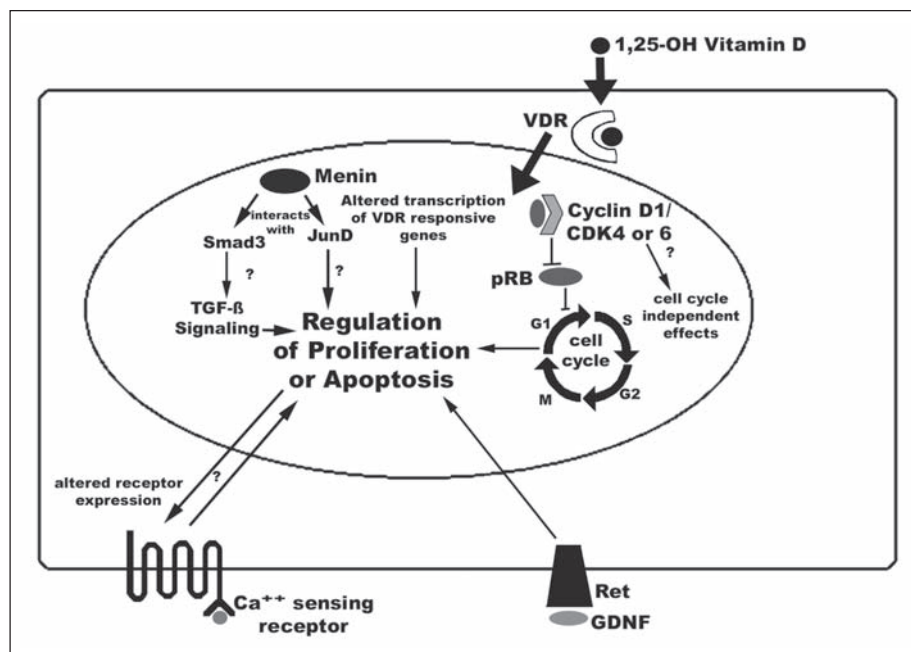 1,25-OH Vitamin D
VDR
Menin
interacts
with
Smad3
JunD
Altered transcription
of VDR responsive
genes
Cyclin D1/
CDK4 or 6
?
?
?
pRB
cell cycle
independent
effects
TGF-ß
Signaling
Regulation
of Proliferation
or Apoptosis
G1
S
cell
cycle
M
G2
altered receptor
expression
?
Ca++ sensing
receptor
Ret
GDNF